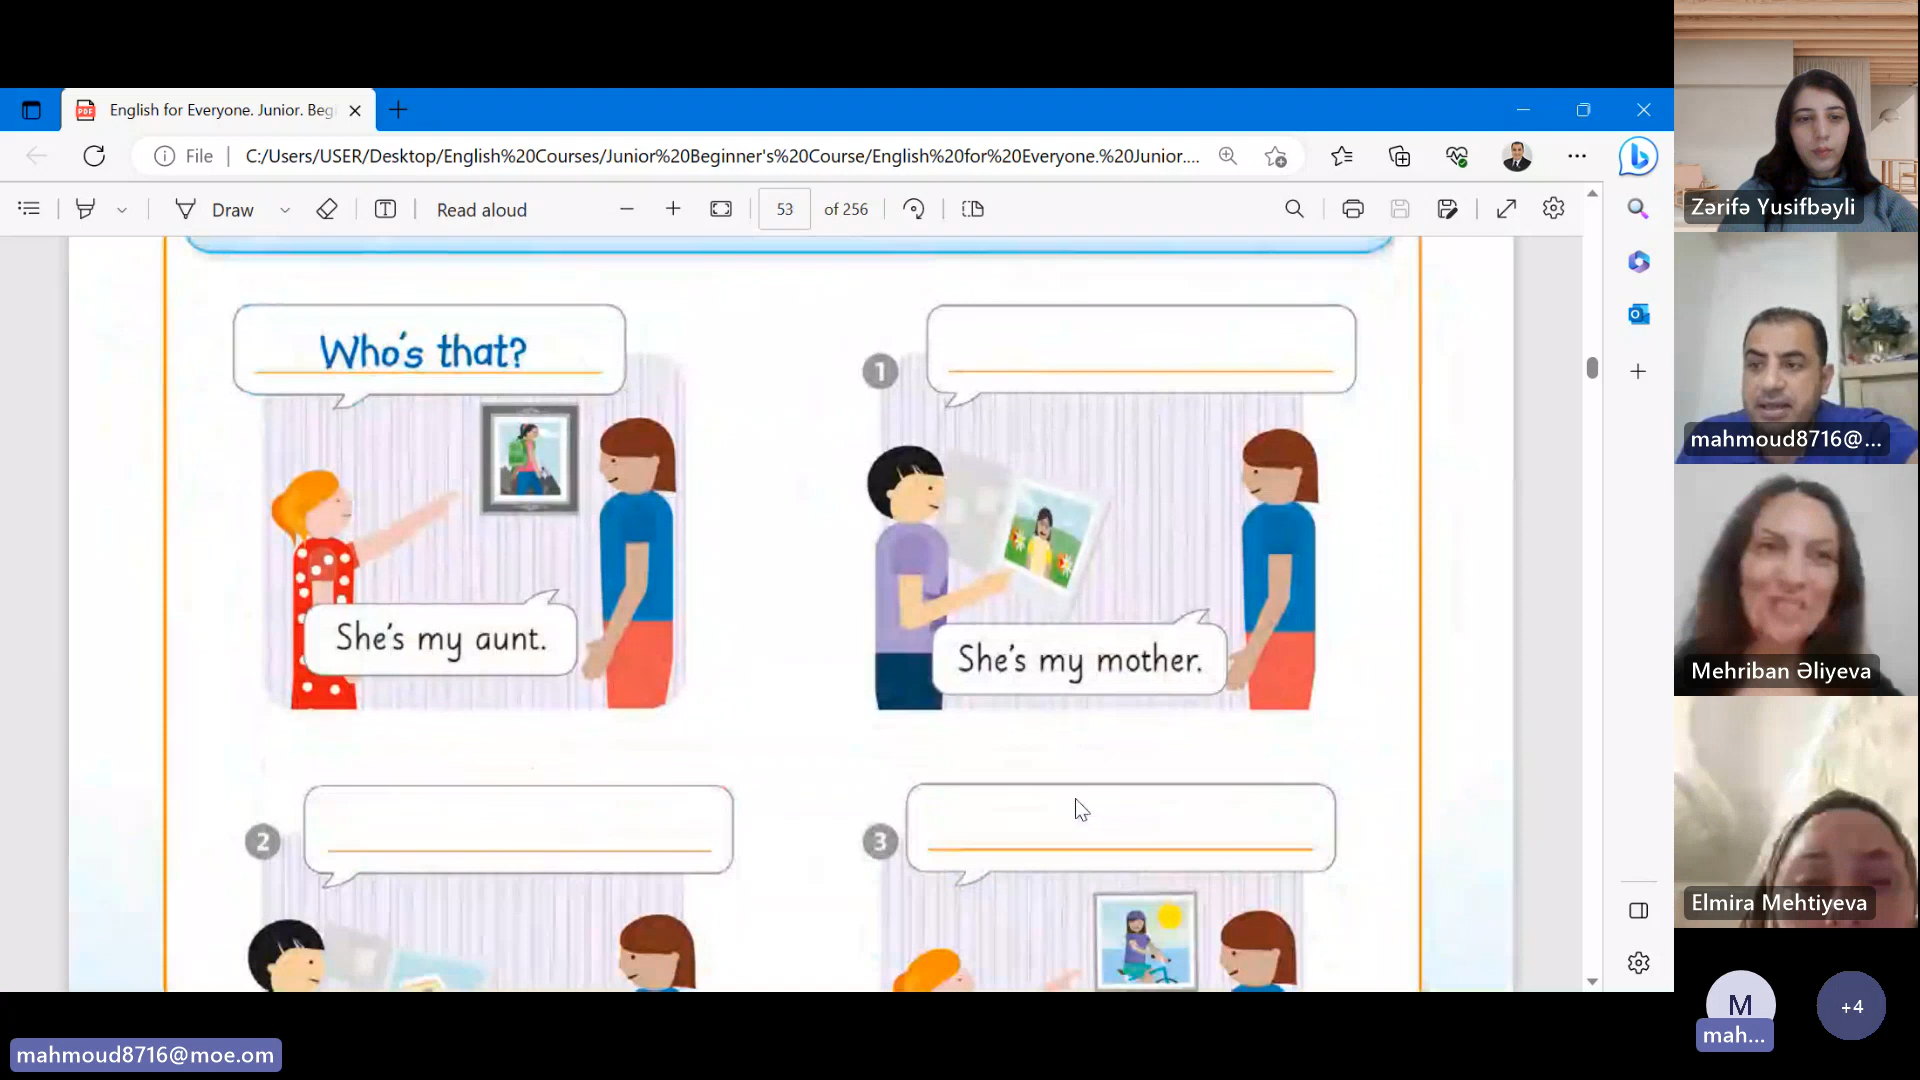 English for Everyone. Junior. Beg
File
C:/Users/USER/Desktop/English%20Courses/Junior%20Beginner's%20Course/English%20for%20Everyone.%20Junior....
Draw
Read aloud
53
of 256
Who's that?
1
She's my aunt.
She's my mother.
2
3
Zərifə Yusifbəyli
mahmoud8716@...
Mehriban Əliyeva
Elmira Mehtiyeva
M
mah...
+4
mahmoud8716@moe.om